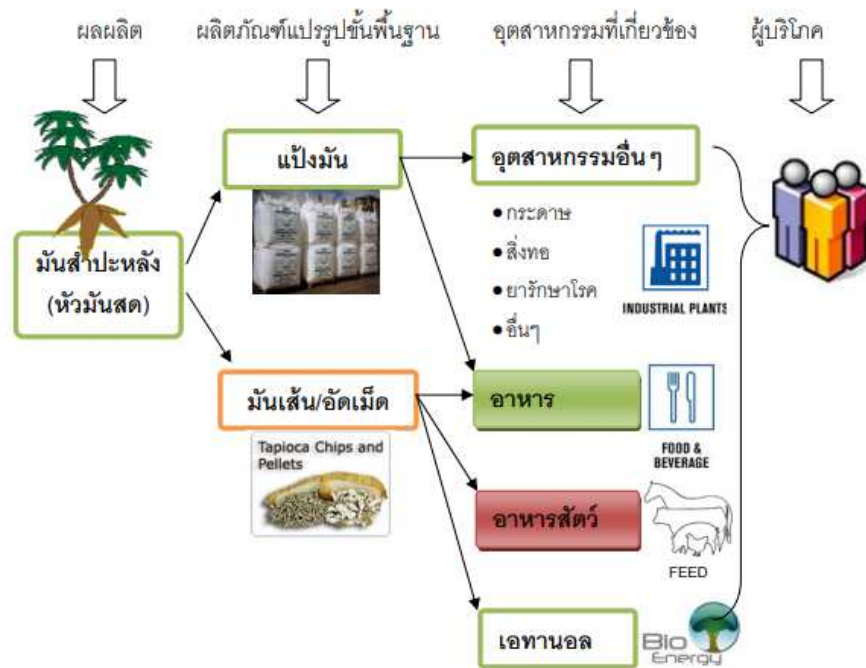 ผลผลิต
ผลิตภัณฑ์แปรรูปขั้นพื้นฐาน
อุตสาหกรรมที่เกี่ยวข้อง
ผู้บริโภค
มันสำปะหลัง
(หัวมันสด)
แป้งมัน
มันเส้น/อัดเม็ด
Tapioca Chips and
Pellets
อุตสาหกรรมอื่นๆ
• กระดาษ
• สิ่งทอ
• ยารักษาโรค
• อื่นๆ
INDUSTRIAL PLANTS
อาหาร
FOOD &
BEVERAGE
อาหารสัตว์
FEED
เอทานอล
Bio
Energy